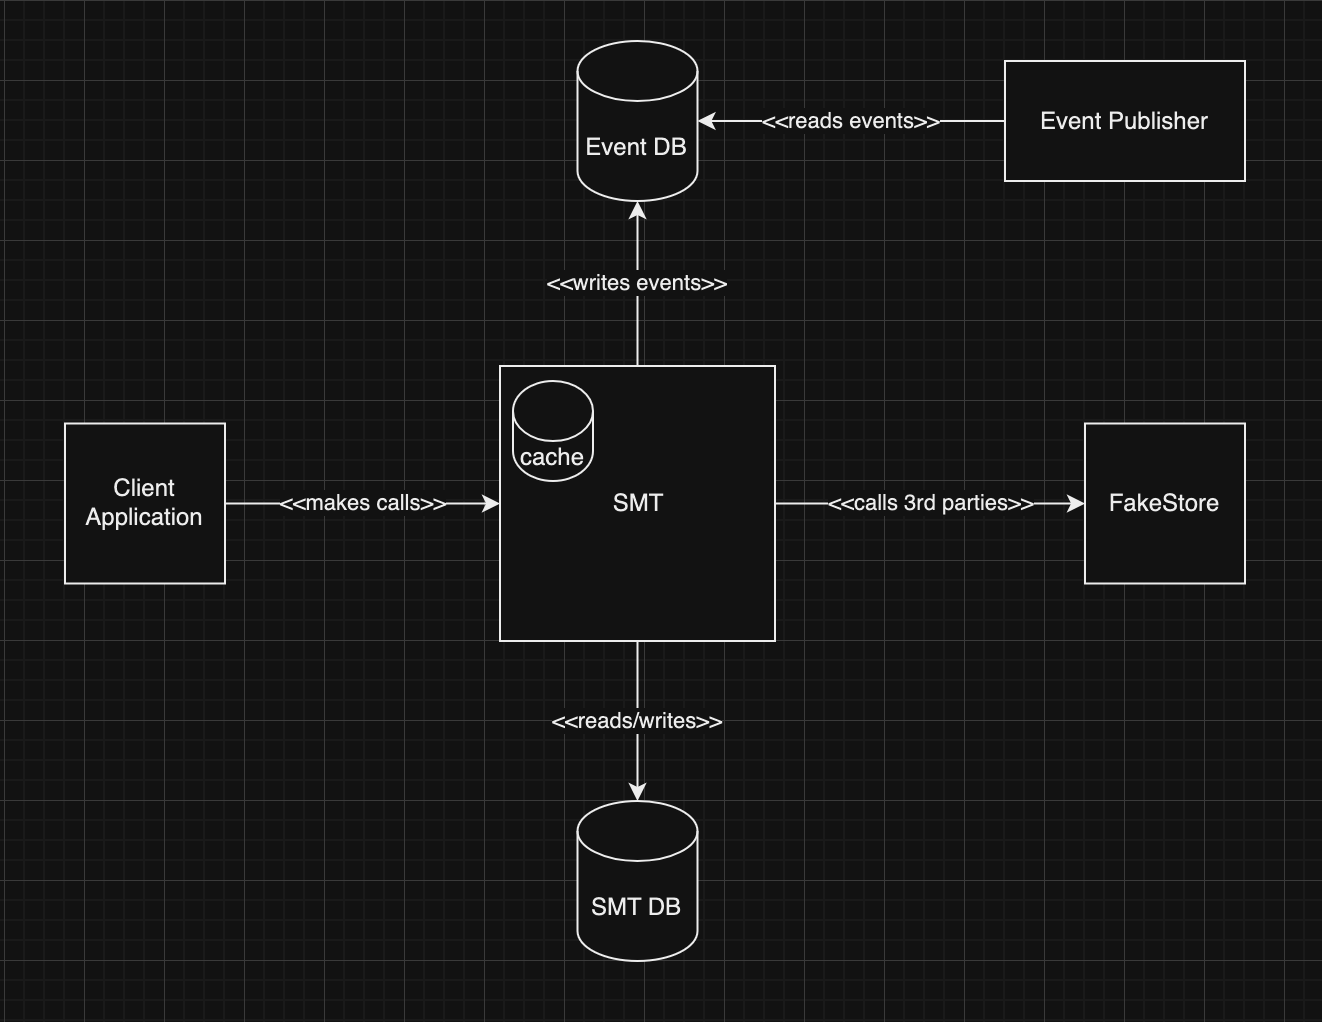 Event DB
<<reads events>>
Event Publisher
<<writes events>>
cache
Client
Application
<<makes calls>>
SMT
<<calls 3rd parties>>
FakeStore
<<reads/writes>>
SMT DB